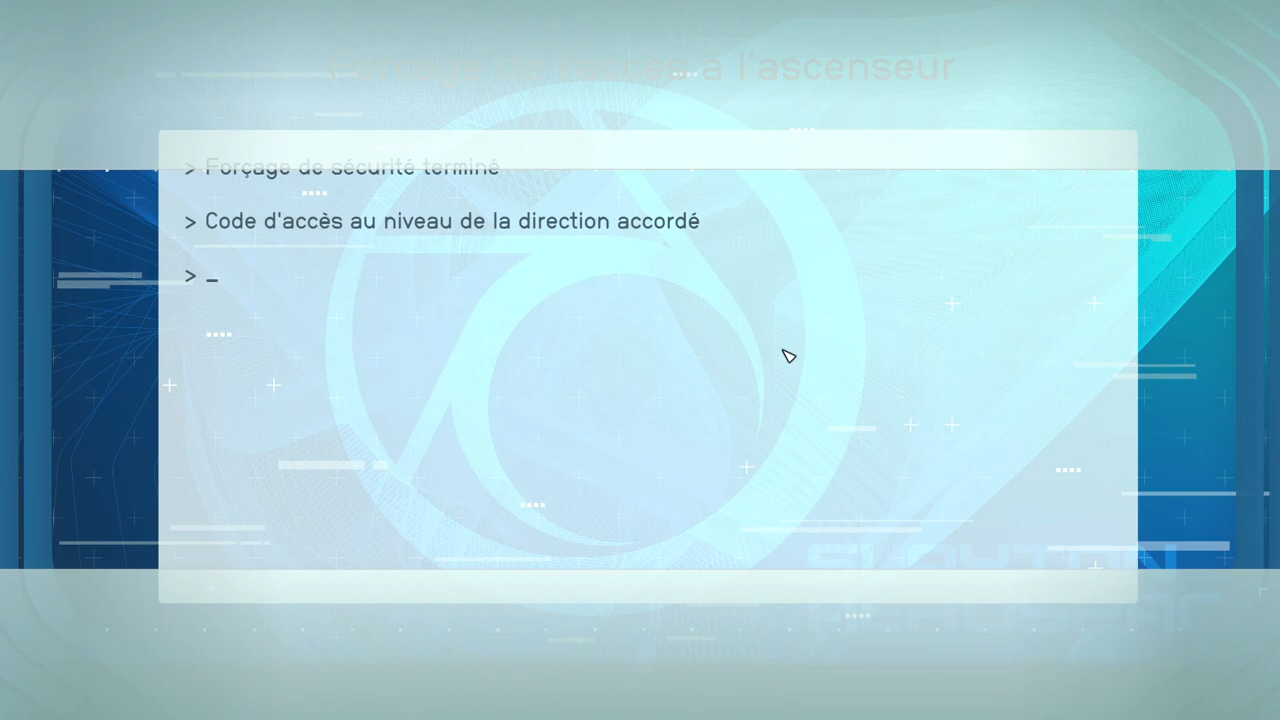 Forçage de l'accès à l'ascenseur
> Forçage de sécurité terminé
> Code d'accès au niveau de la direction accordé
> _